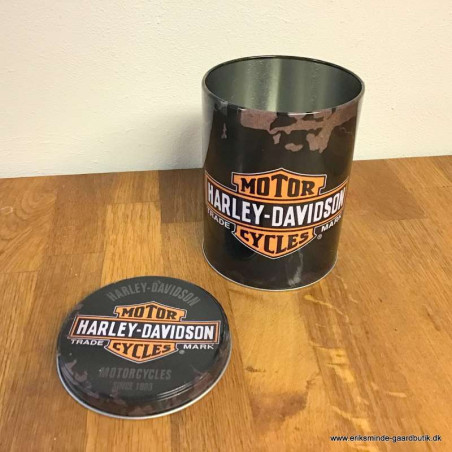 MOTOR
HARLEY-DAVIDSON
TRADE MARK
CYCLES ®
HARLEY-DAVIDSON
MOTOR
HARLEY-DAVIDSON
TRADE MARK
CYCLES ®
MOTORCYCLES
SINCE 1903
www.eriksminde-gaardbutik.dk